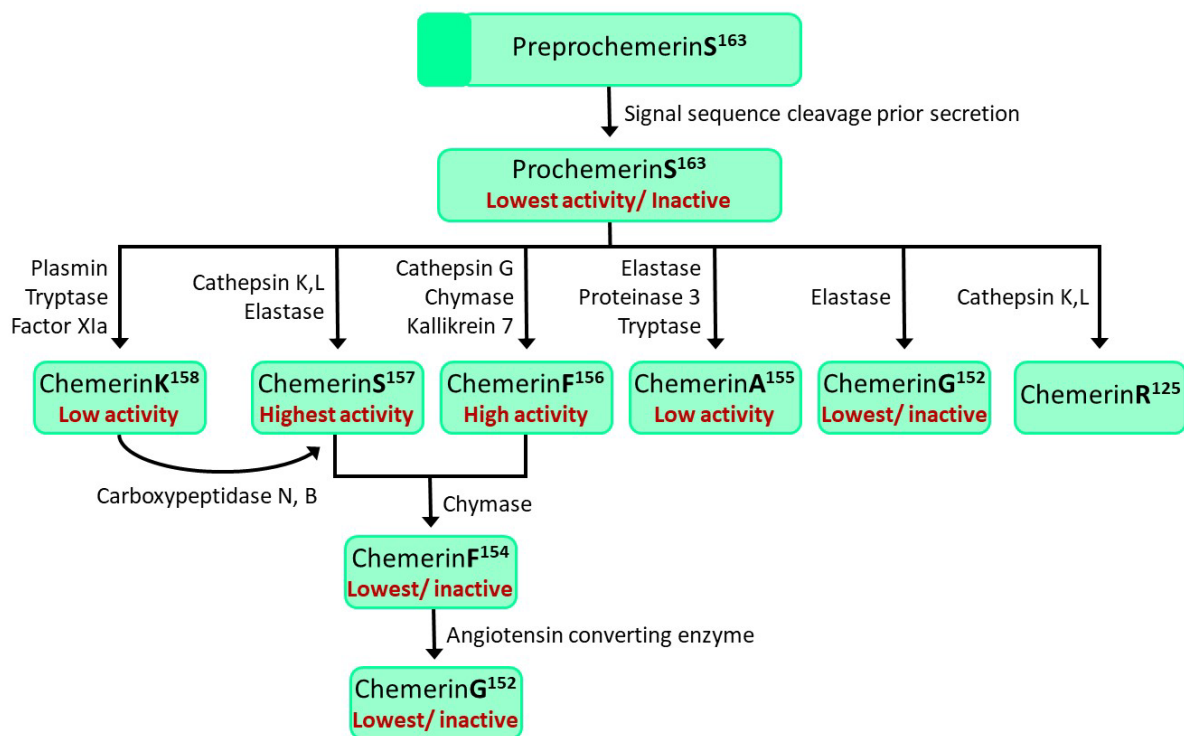 PreprochemerinS¹⁶³
Signal sequence cleavage prior secretion
ProchemerinS¹⁶³
Lowest activity/ Inactive
Plasmin
Tryptase
Factor XIa
Cathepsin K,L
Elastase
Cathepsin G
Chymase
Kallikrein 7
Elastase
Proteinase 3
Tryptase
Elastase
Cathepsin K,L
ChemerinK¹⁵⁸
Low activity
ChemerinS¹⁵⁷
Highest activity
ChemerinF¹⁵⁶
High activity
ChemerinA¹⁵⁵
Low activity
ChemerinG¹⁵²
Lowest/ inactive
ChemerinR¹²⁵
Carboxypeptidase N, B
Chymase
ChemerinF¹⁵⁴
Lowest/ inactive
Angiotensin converting enzyme
ChemerinG¹⁵²
Lowest/ inactive